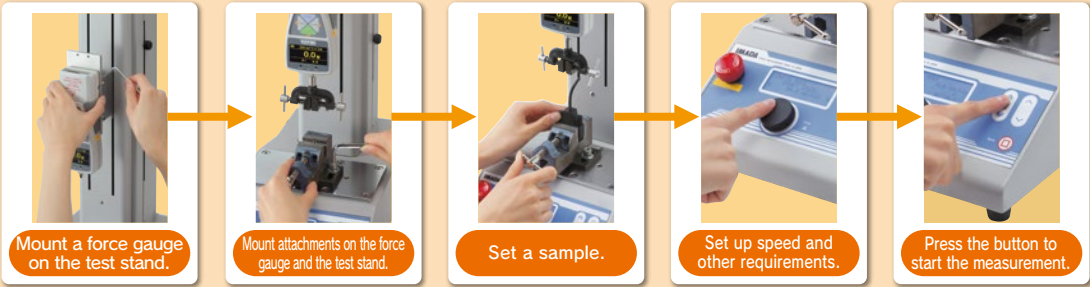 Mount a force gauge
on the test stand.
Mount attachments on the force
gauge and the test stand.
Set a sample.
IMADA
Set up speed and
other requirements.
Press the button to
start the measurement.